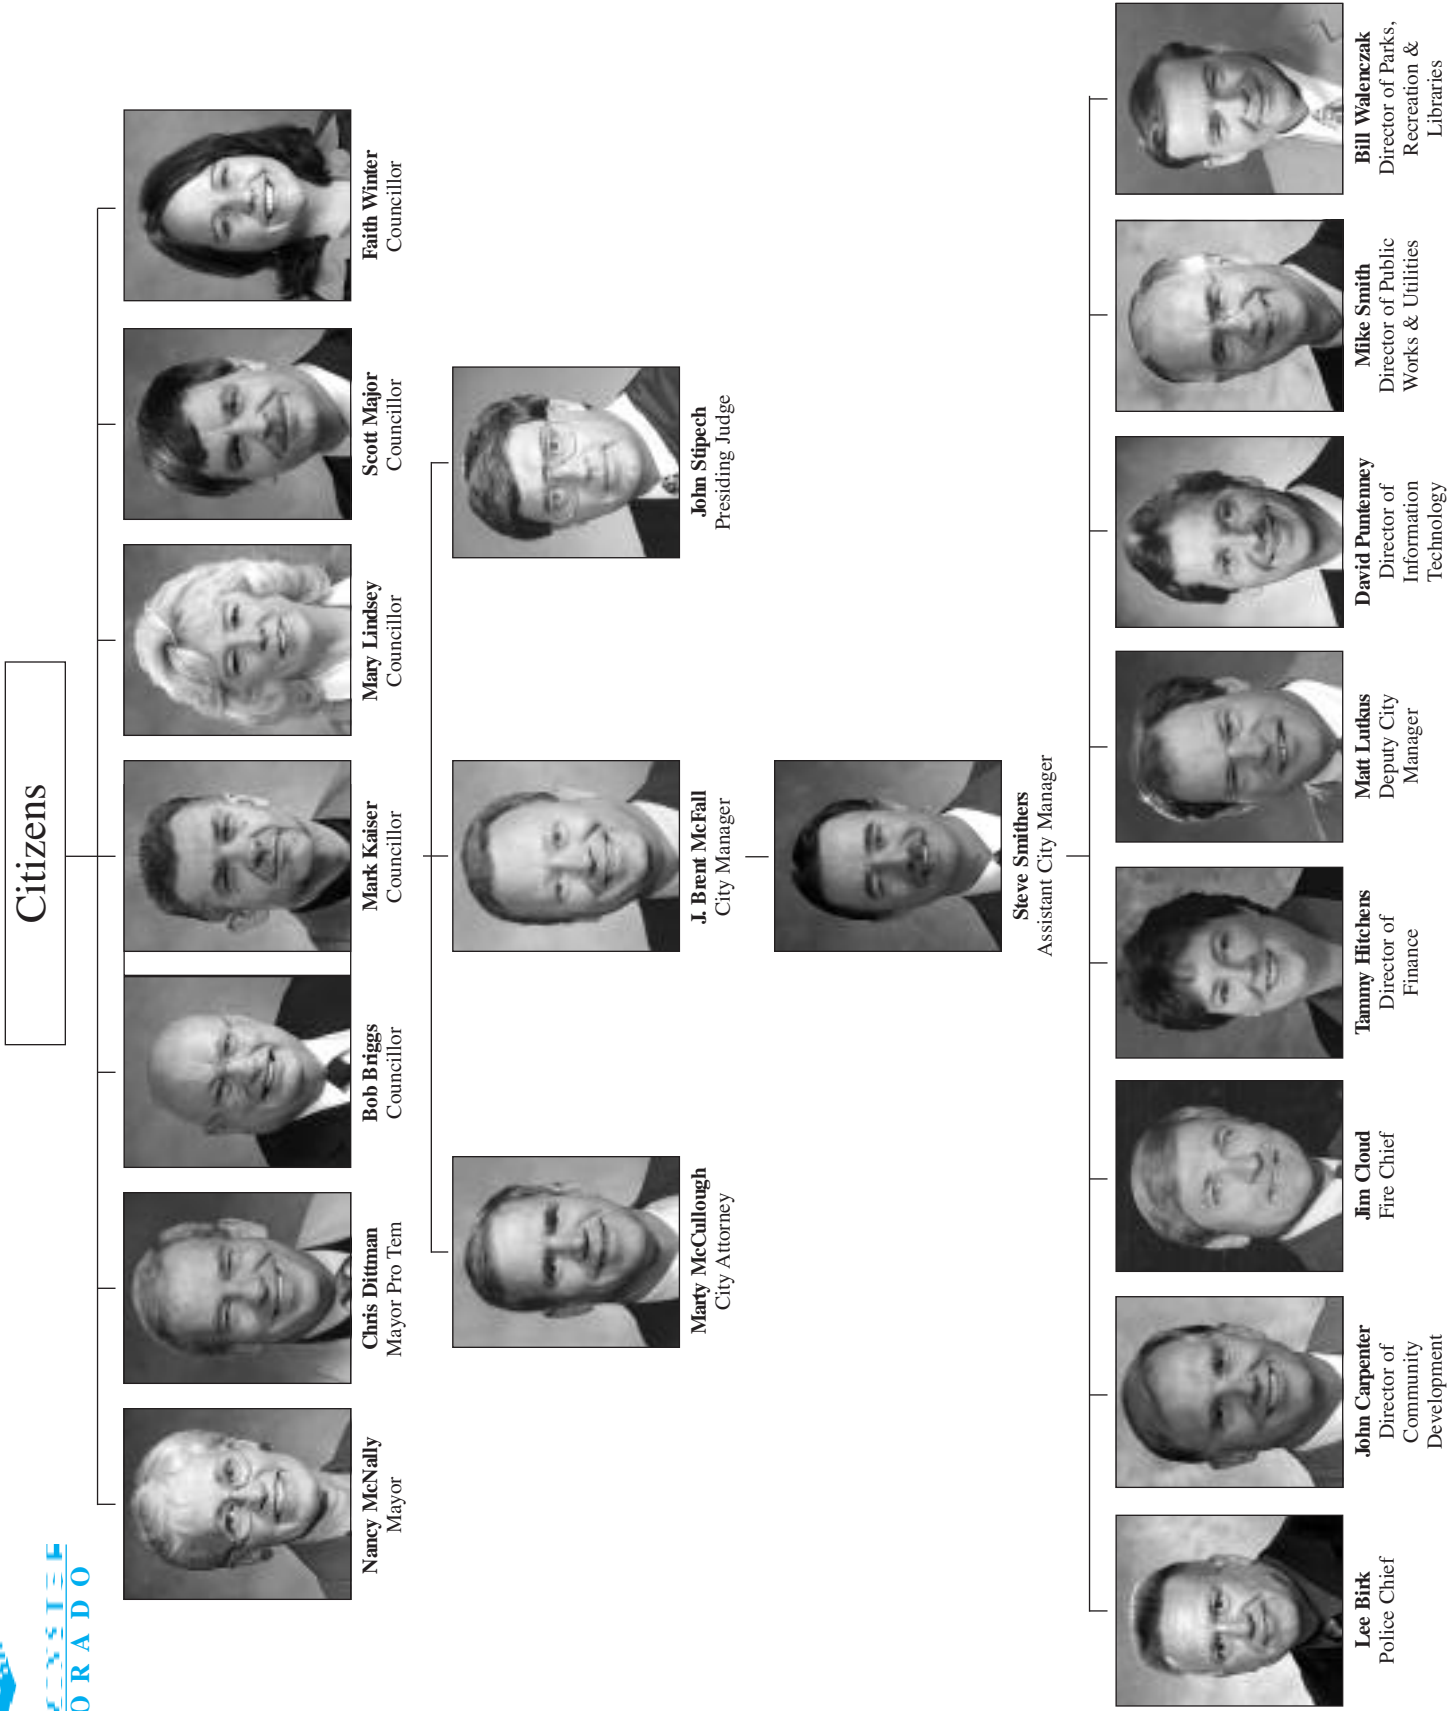 ORADO
Citizens
Nancy McNally
Mayor
Chris Dittman
Mayor Pro Tem
Bob Briggs
Councillor
Mark Kaiser
Councillor
Mary Lindsey
Councillor
Scott Major
Councillor
Faith Winter
Councillor
Marty McCullough
City Attorney
J. Brent McFall
City Manager
John Stipech
Presiding Judge
Steve Smithers
Assistant City Manager
Lee Birk
Police Chief
John Carpenter
Director of
Community
Development
Jim Cloud
Fire Chief
Tammy Hitchens
Director of
Finance
Matt Lutkus
Deputy City
Manager
David Puntenney
Director of
Information
Technology
Mike Smith
Director of Public
Works & Utilities
Bill Walenczak
Director of Parks,
Recreation &
Libraries